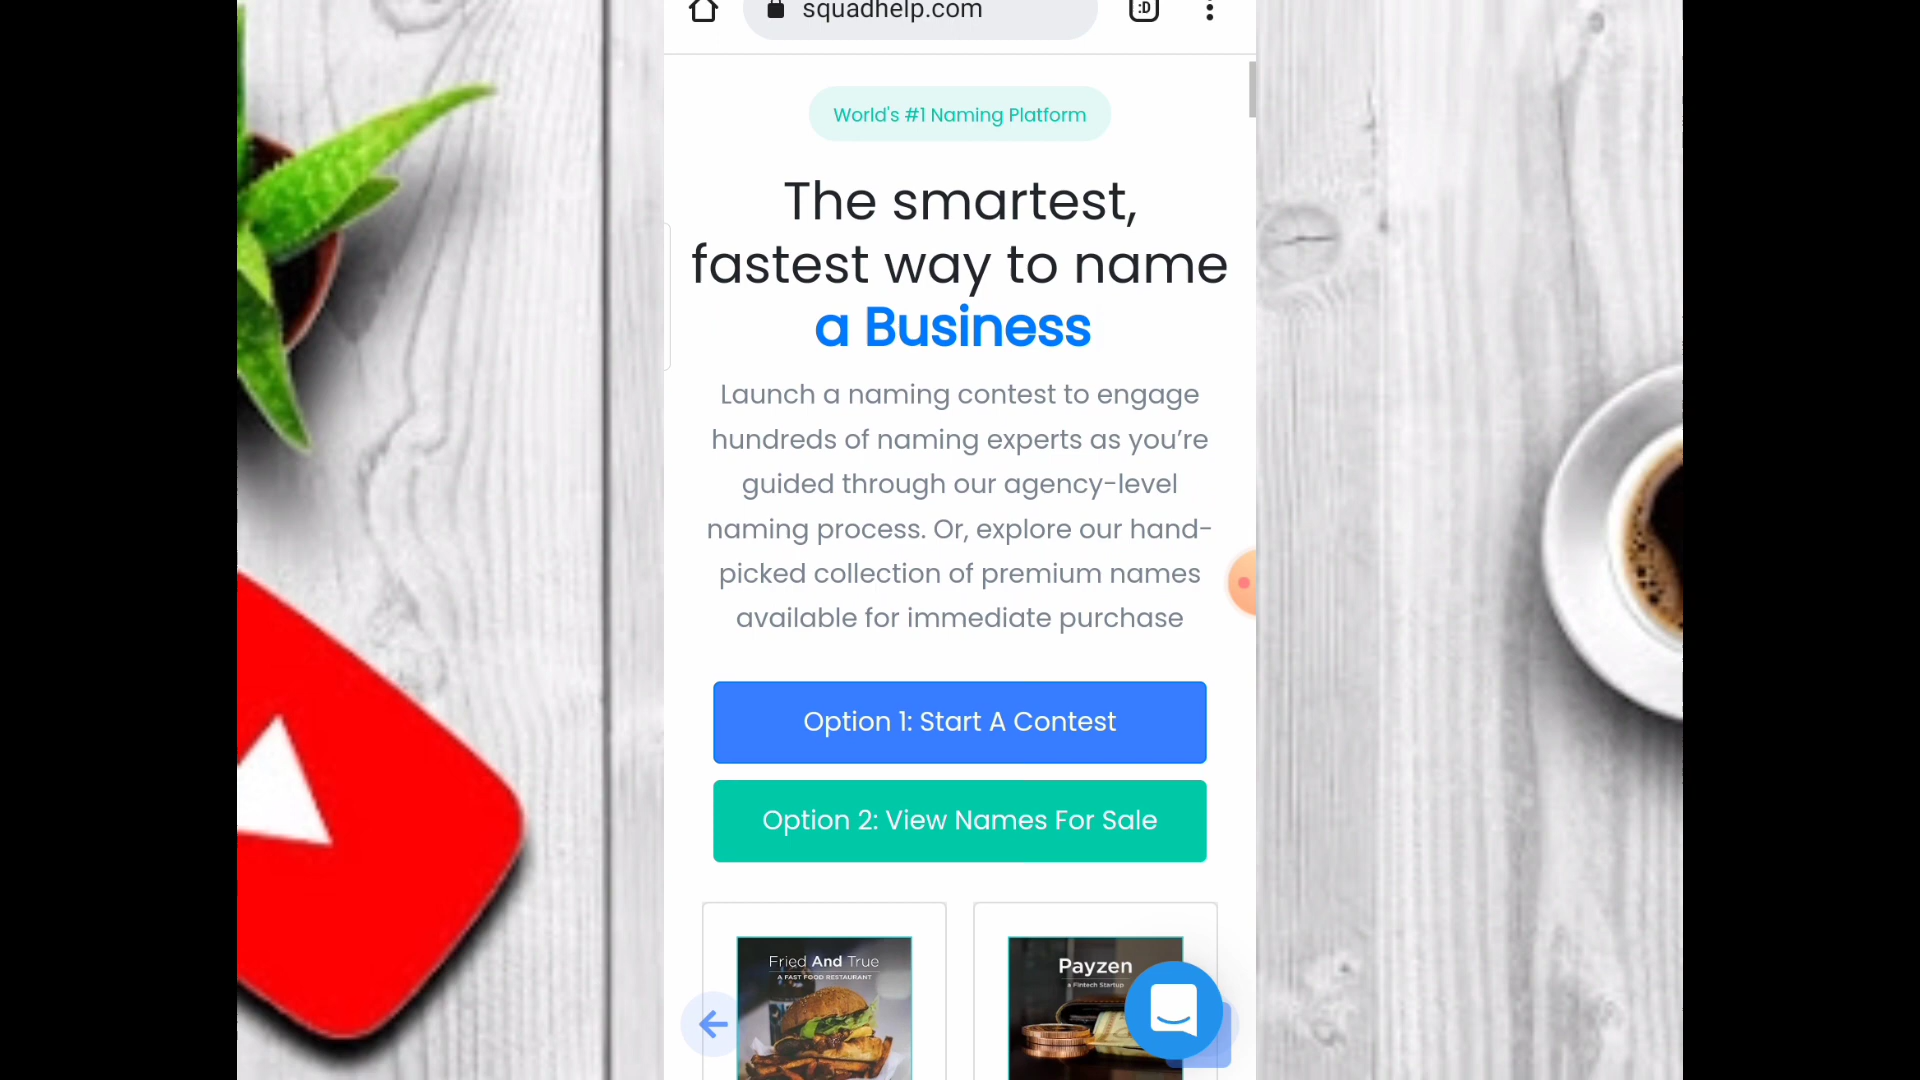 squadhelp.com
:D
World's #1 Naming Platform
The smartest,
fastest way to name
a Business
Launch a naming contest to engage
hundreds of naming experts as you’re
guided through our agency-level
naming process. Or, explore our hand-
picked collection of premium names
available for immediate purchase
Option 1: Start A Contest
Option 2: View Names For Sale
Fried And True
A FAST FOOD RESTAURANT
Payzen
a Fintech Startup